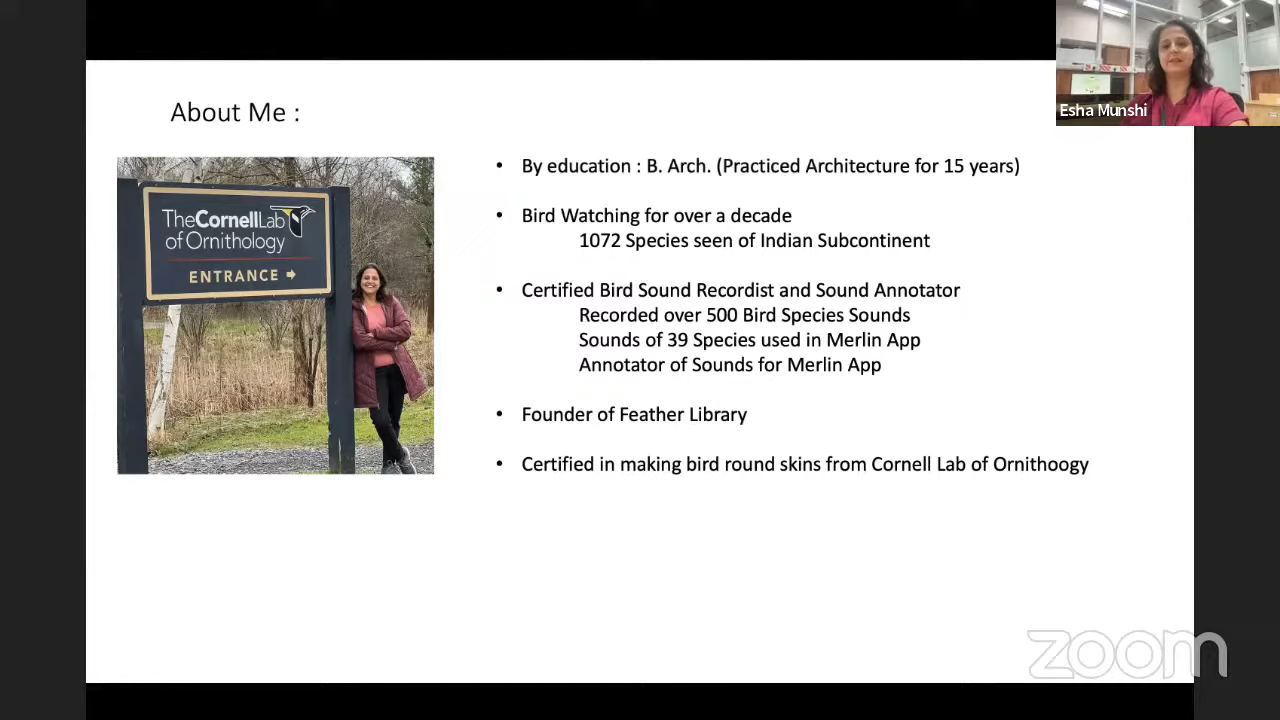 About Me :
Esha Munshi
TheCornellLab
of Ornithology
ENTRANCE
• By education : B. Arch. (Practiced Architecture for 15 years)
• Bird Watching for over a decade
1072 Species seen of Indian Subcontinent
• Certified Bird Sound Recordist and Sound Annotator
Recorded over 500 Bird Species Sounds
Sounds of 39 Species used in Merlin App
Annotator of Sounds for Merlin App
• Founder of Feather Library
• Certified in making bird round skins from Cornell Lab of Ornithoogy
zoom